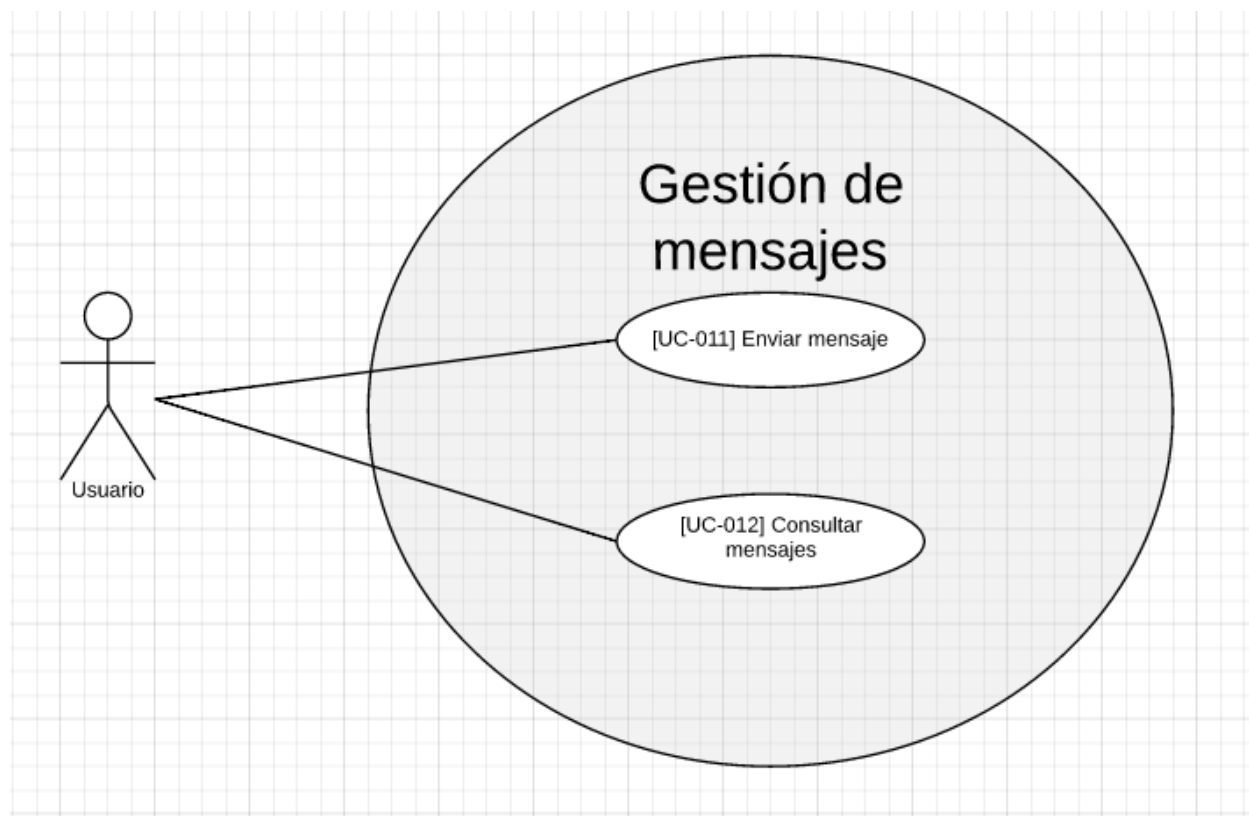 Gestión de
mensajes
[UC-011] Enviar mensaje
Usuario
[UC-012] Consultar
mensajes